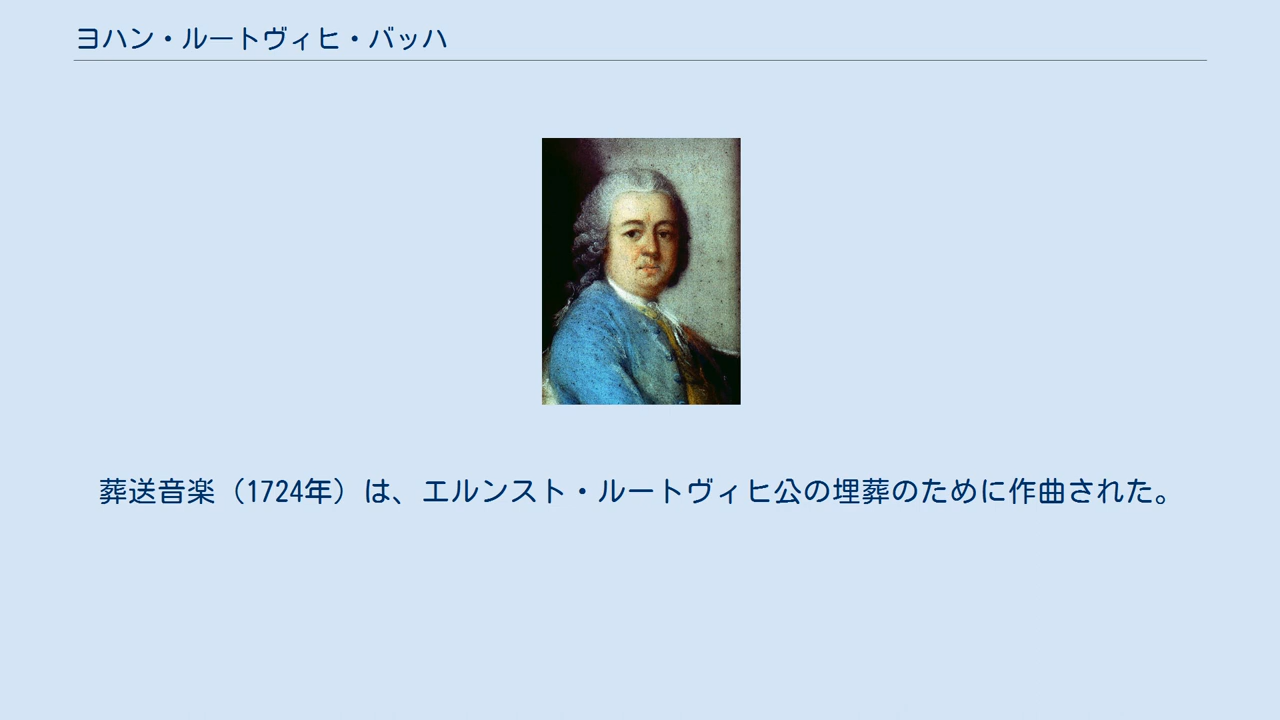 ヨハン・ルートヴィヒ・バッハ
葬送音楽（1724年）は、エルンスト・ルートヴィヒ公の埋葬のために作曲された。